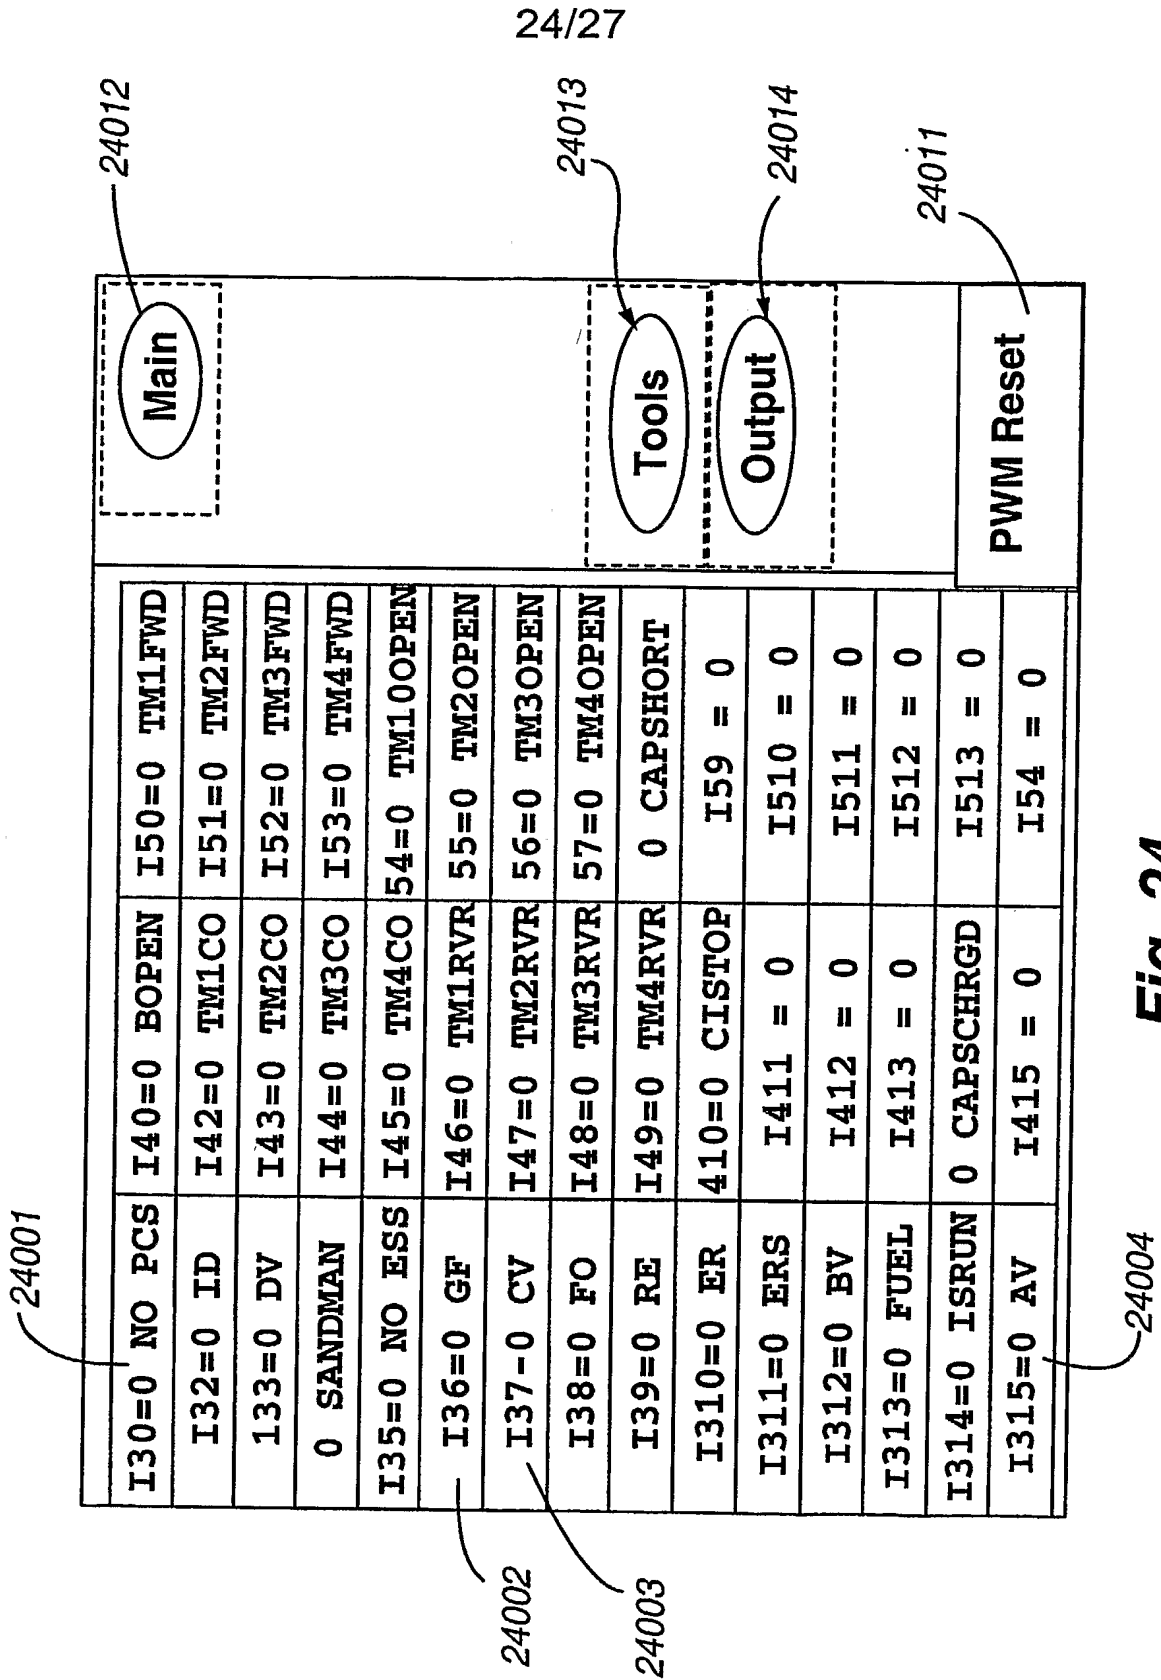 24/27
24001
24012
I30=0 NO PCS I40=0 BOPEN I50=0 TM1FWD Main
I32=0 ID I42=0 TM1CO I51=0 TM2FWD
133=0 DV I43=0 TM2CO I52=0 TM3FWD
0 SANDMAN I44=0 TM3CO I53=0 TM4FWD
I35=0 NO ESS I45=0 TM4CO 54=0 TM10OPEN
24002
I36=0 GF I46=0 TM1RVR 55=0 TM2OPEN
24003
I37-0 CV I47=0 TM2RVR 56=0 TM3OPEN
I38=0 FO I48=0 TM3RVR 57=0 TM4OPEN
24013
I39=0 RE I49=0 TM4RVR 0 CAPSHORT Tools
I310=0 ER 410=0 CISTOP I59 = 0
24014
I311=0 ERS I411 = 0 I510 = 0 Output
I312=0 BV I412 = 0 I511 = 0
I313=0 FUEL I413 = 0 I512 = 0
I314=0 ISRUN 0 CAPSCHRGD I513 = 0
24011
I315=0 AV I415 = 0 I54 = 0 PWM Reset
24004
Fig. 24